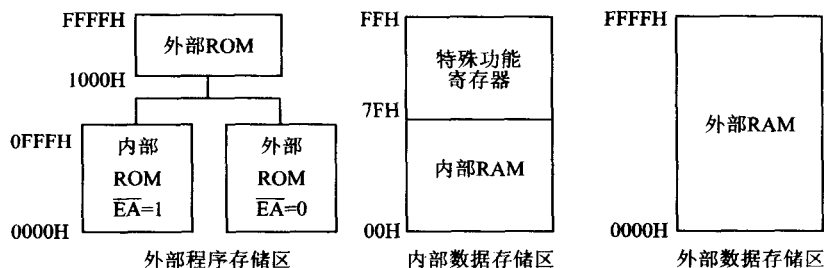 FFFFH
外部ROM
1000H
0FFFH
内部
ROM
E̅A̅=1
外部
ROM
E̅A̅=0
0000H
外部程序存储区
FFH
特殊功能
寄存器
7FH
内部RAM
00H
内部数据存储区
FFFFH
外部RAM
0000H
外部数据存储区